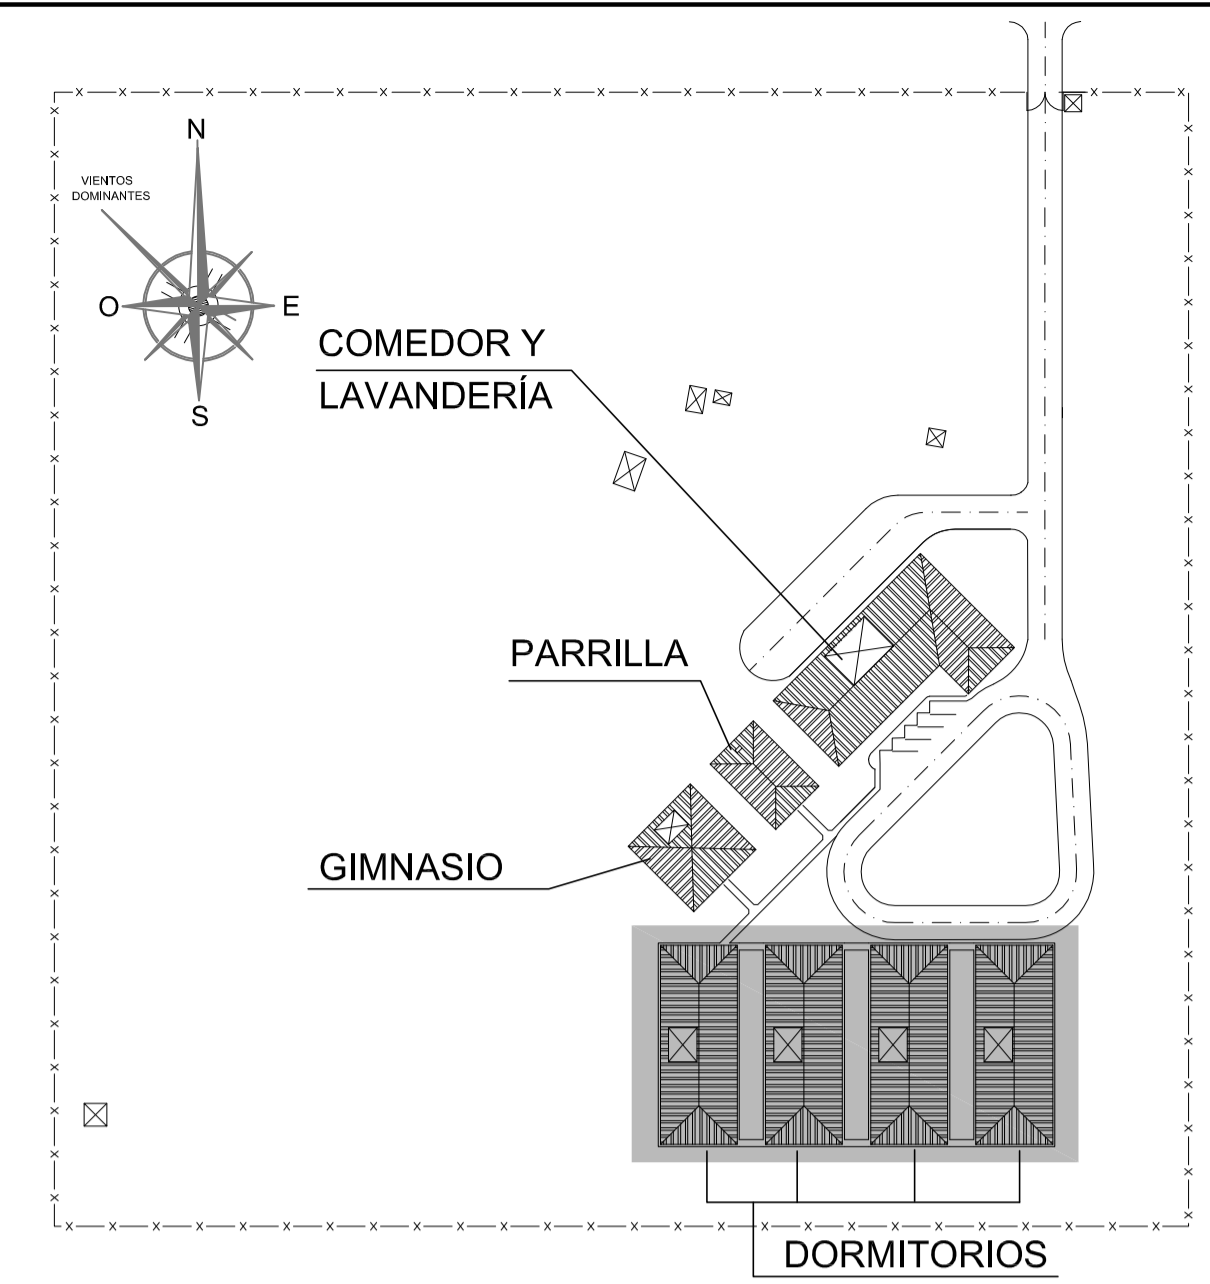 N
VIENTOS
DOMINANTES
O
E
S
COMEDOR Y
LAVANDERÍA
PARRILLA
GIMNASIO
DORMITORIOS